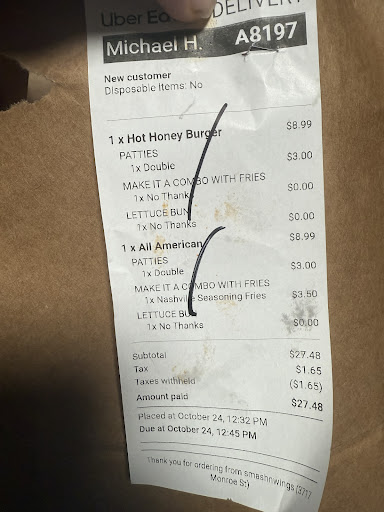 Uber DELIVERY
Michael H. A8197
New customer
Disposable Items: No
1 x Hot Honey Burger $8.99
PATTIES
1x Double $3.00
MAKE IT A COMBO WITH FRIES
1x No Thanks $0.00
LETTUCE BUN
1x No Thanks $0.00
1 x All American $8.99
PATTIES
1x Double $3.00
MAKE IT A COMBO WITH FRIES
1x Nashville Seasoning Fries $3.50
LETTUCE BUN
1x No Thanks $0.00
Subtotal $27.48
Tax $1.65
Taxes withheld ($1.65)
Amount paid $27.48
Placed at October 24, 12:32 PM
Due at October 24, 12:45 PM
Thank you for ordering from smashnwings (3717
Monroe St)